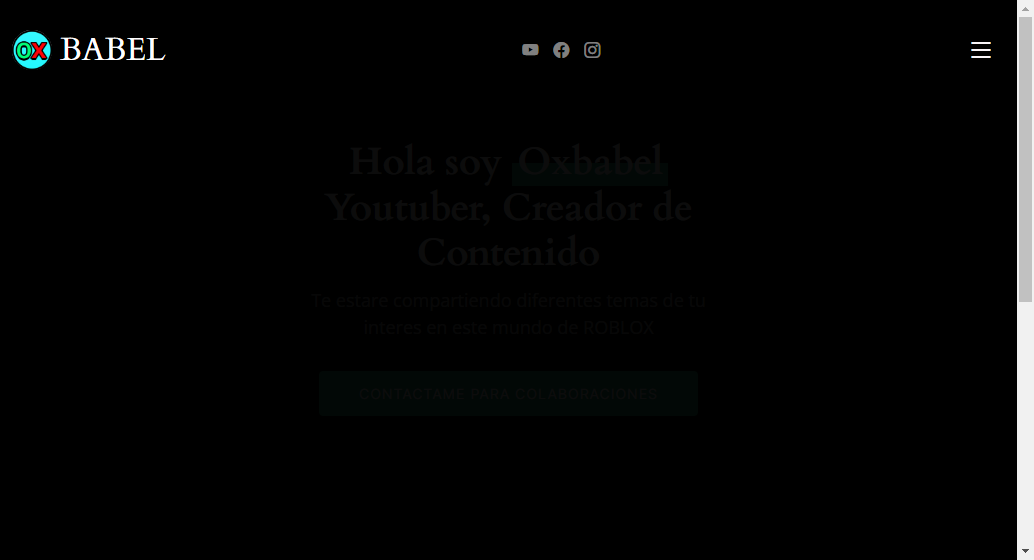 OX BABEL
Hola soy Oxbabel
Youtuber, Creador de
Contenido
Te estare compartiendo diferentes temas de tu
interes en este mundo de ROBLOX
CONTACTAME PARA COLABORACIONES